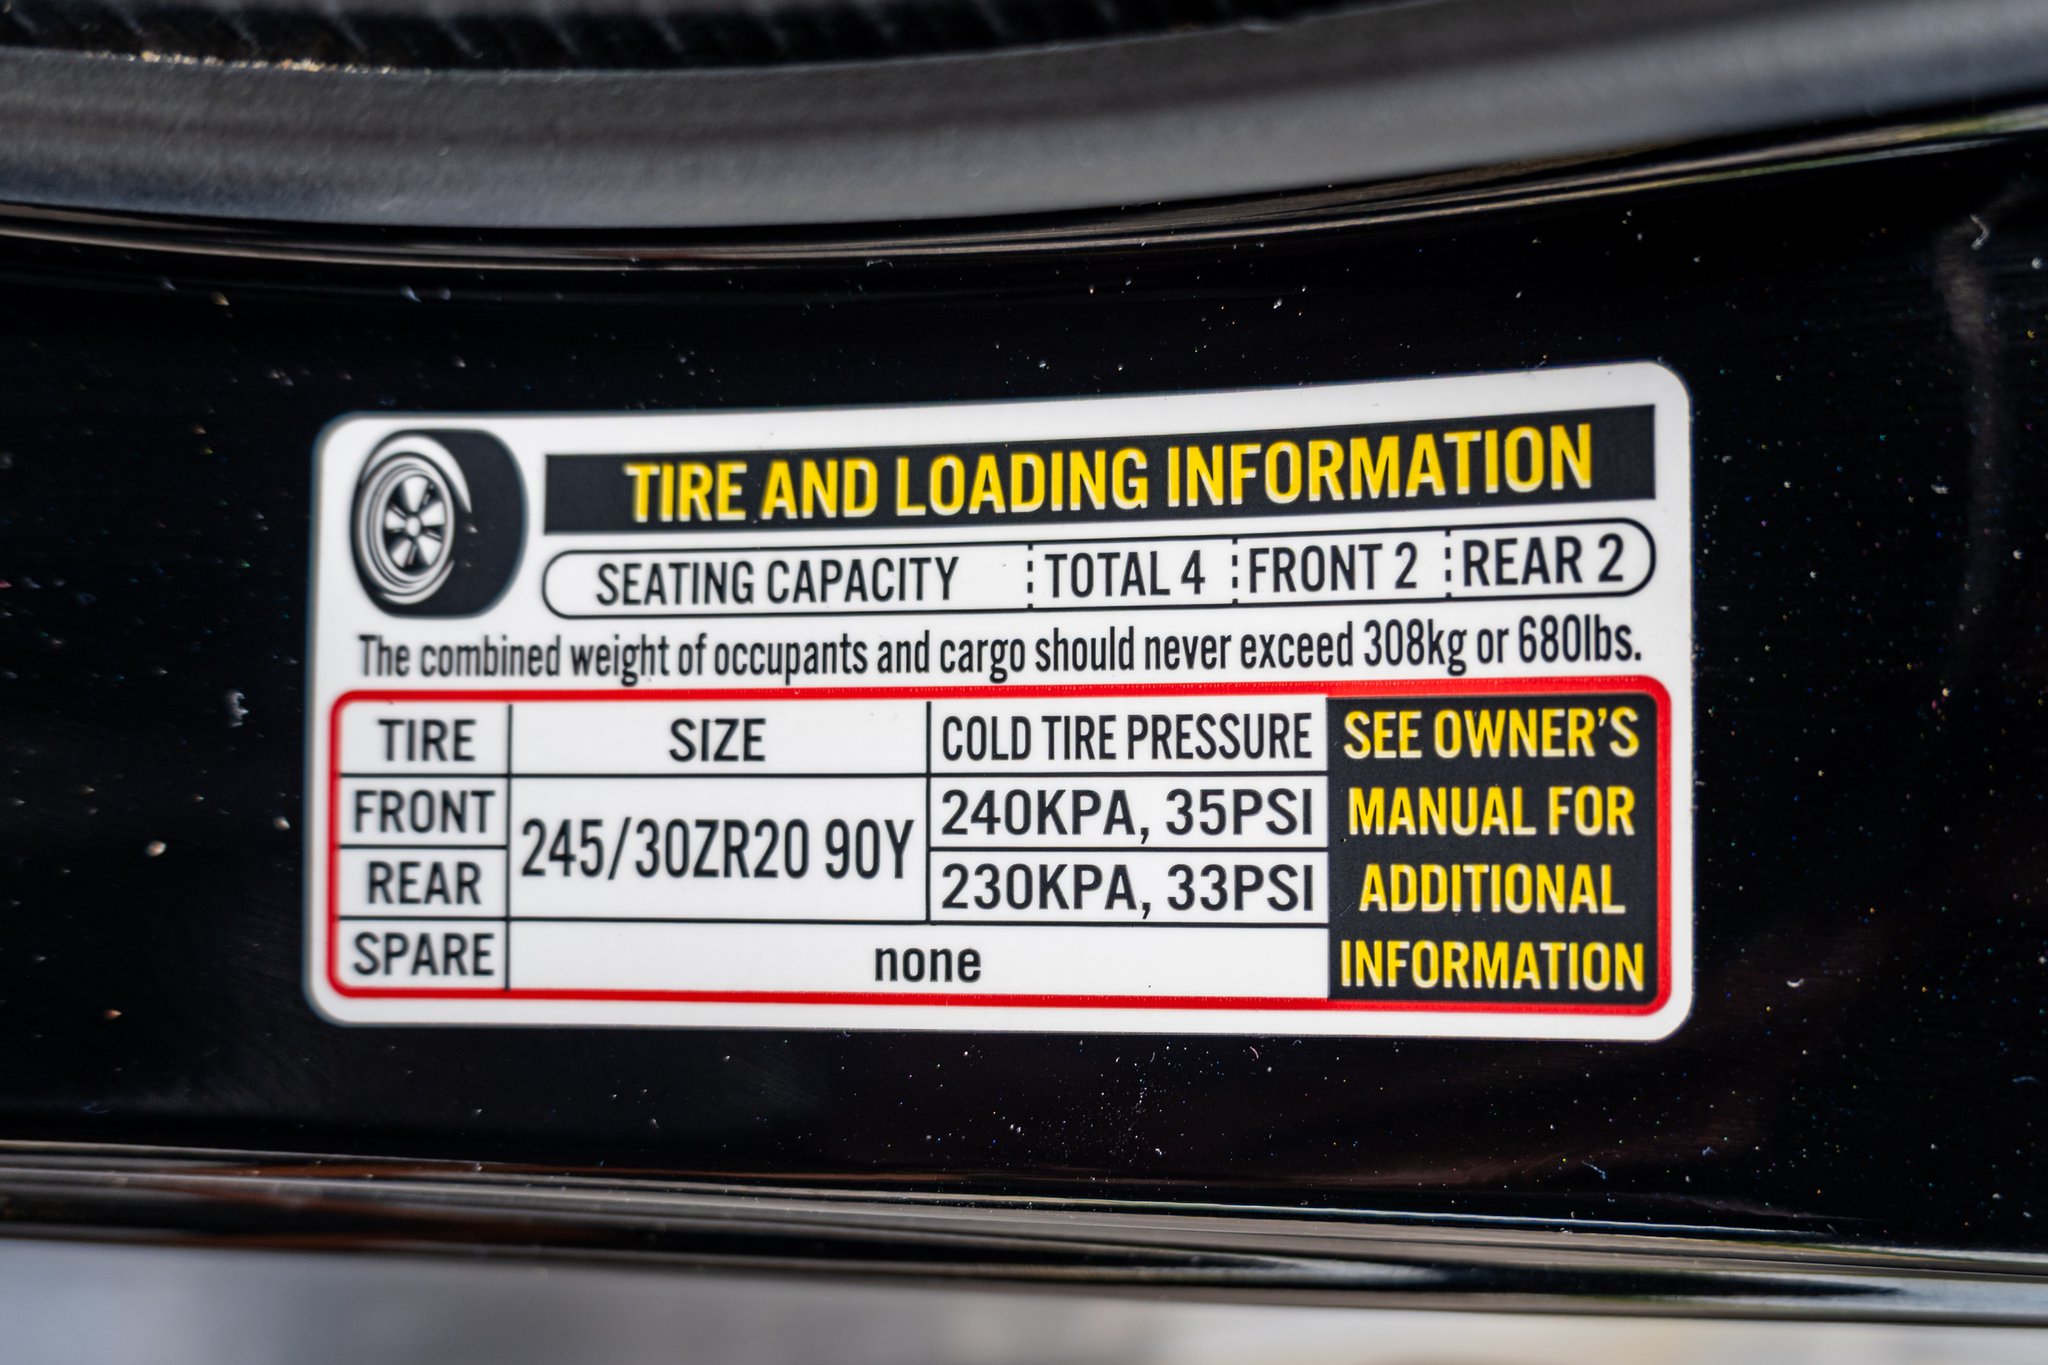 TIRE AND LOADING INFORMATION
SEATING CAPACITY TOTAL 4 FRONT 2 REAR 2
The combined weight of occupants and cargo should never exceed 308kg or 680lbs.
TIRE SIZE COLD TIRE PRESSURE
FRONT 245/30ZR20 90Y 240KPA, 35PSI
REAR 230KPA, 33PSI
SPARE none
SEE OWNER'S
MANUAL FOR
ADDITIONAL
INFORMATION